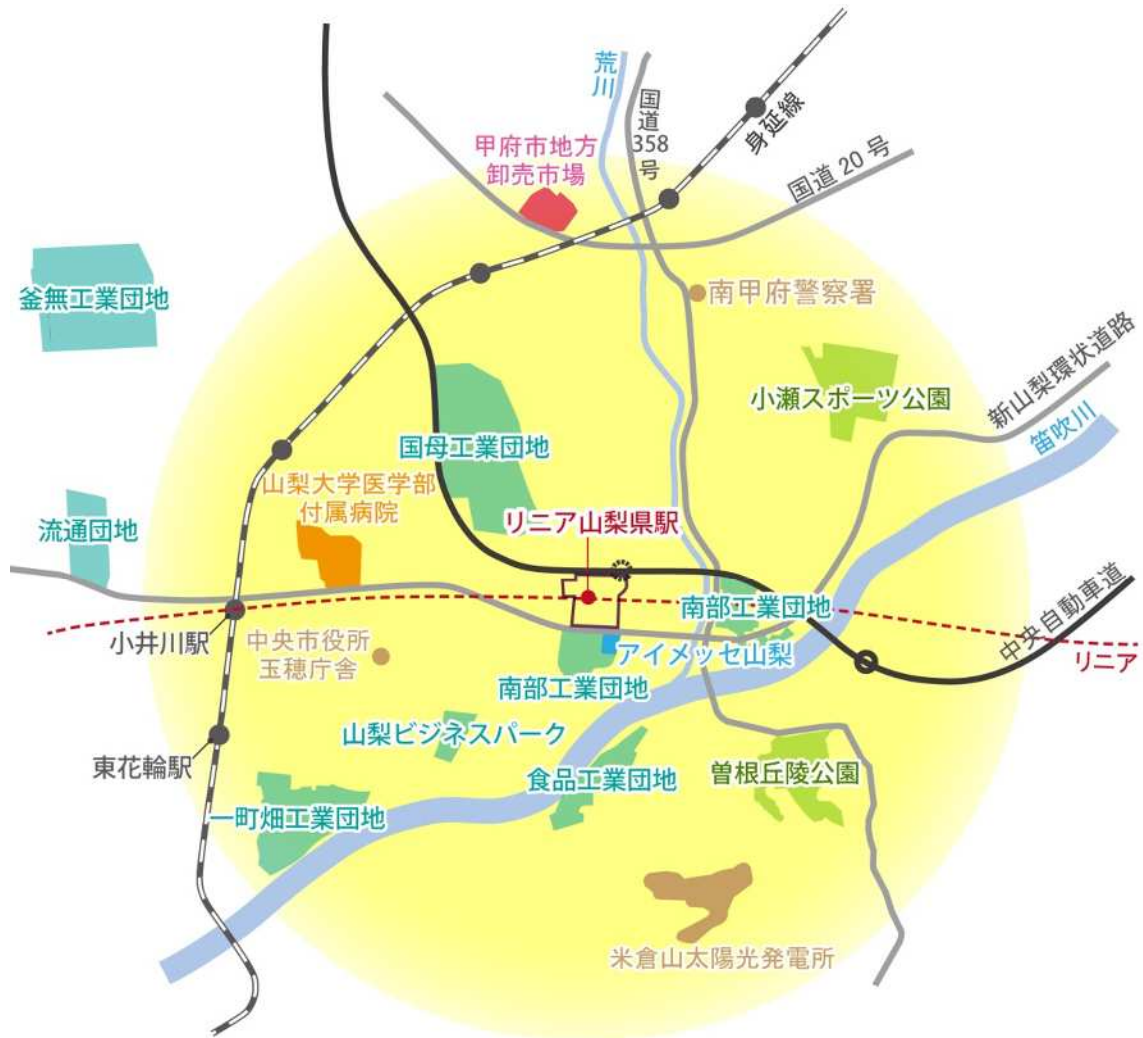 荒川
国道358号
身延線
甲府市地方
卸売市場
国道 20 号
釜無工業団地
南甲府警察署
新山梨環状道路
小瀬スポーツ公園
笛吹川
国母工業団地
山梨大学医学部
付属病院
流通団地
リニア山梨県駅
南部工業団地
中央自動車道
小井川駅
中央市役所
玉穂庁舎
アイメッセ山梨
リニア
南部工業団地
山梨ビジネスパーク
東花輪駅
食品工業団地
曽根丘陵公園
一町畑工業団地
米倉山太陽光発電所